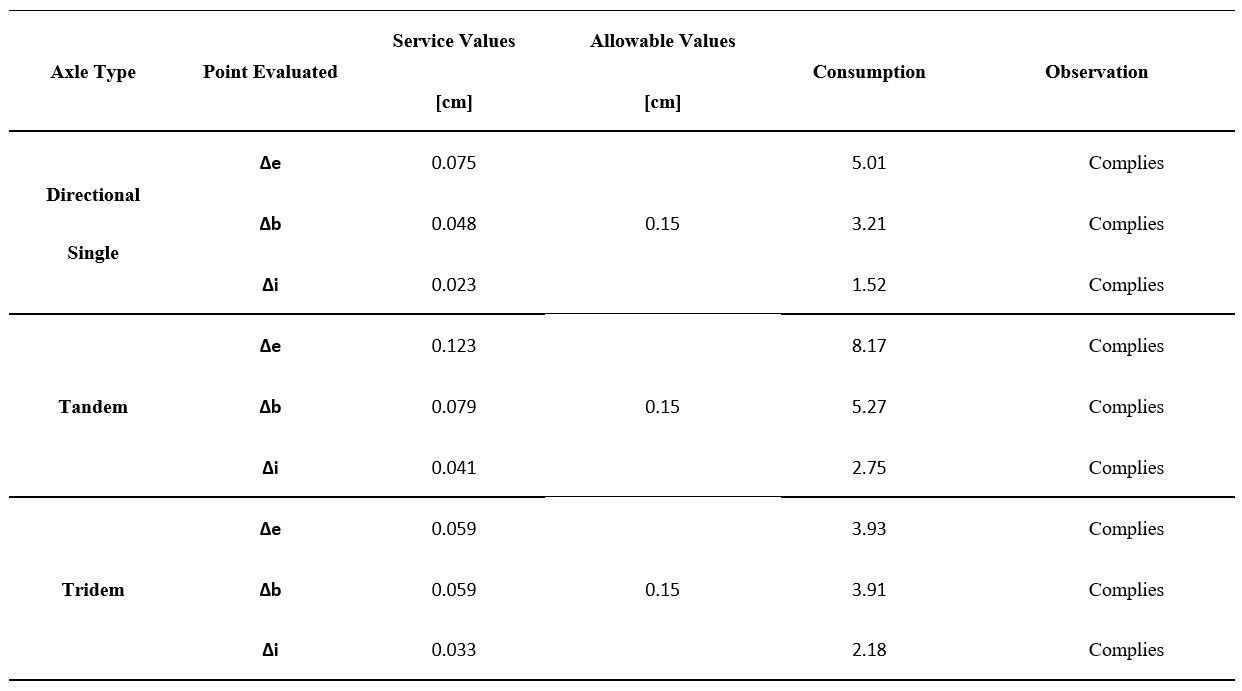 Axle Type Point Evaluated Service Values [cm] Allowable Values [cm] Consumption Observation
Directional Single Δe 0.075 0.15 5.01 Complies
Δb 0.048 3.21 Complies
Δi 0.023 1.52 Complies
Tandem Δe 0.123 0.15 8.17 Complies
Δb 0.079 5.27 Complies
Δi 0.041 2.75 Complies
Tridem Δe 0.059 0.15 3.93 Complies
Δb 0.059 3.91 Complies
Δi 0.033 2.18 Complies